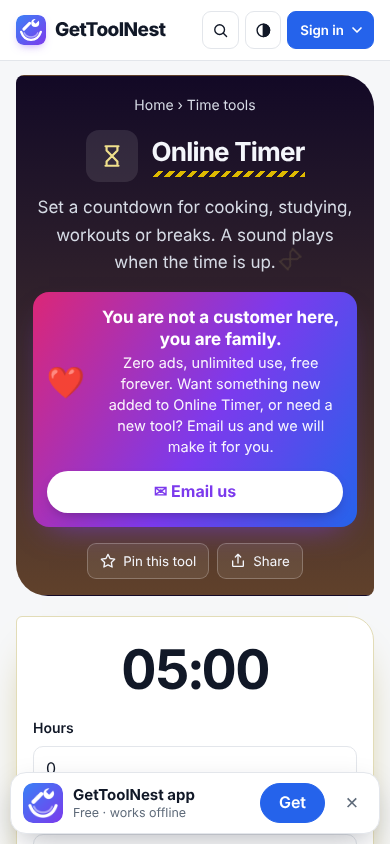 GetToolNest
Sign in
Home › Time tools
Online Timer
Set a countdown for cooking, studying,
workouts or breaks. A sound plays
when the time is up.
You are not a customer here,
you are family.
Zero ads, unlimited use, free
forever. Want something new
added to Online Timer, or need a
new tool? Email us and we will
make it for you.
✉ Email us
Pin this tool
Share
05:00
Hours
0
GetToolNest app
Free · works offline
Get